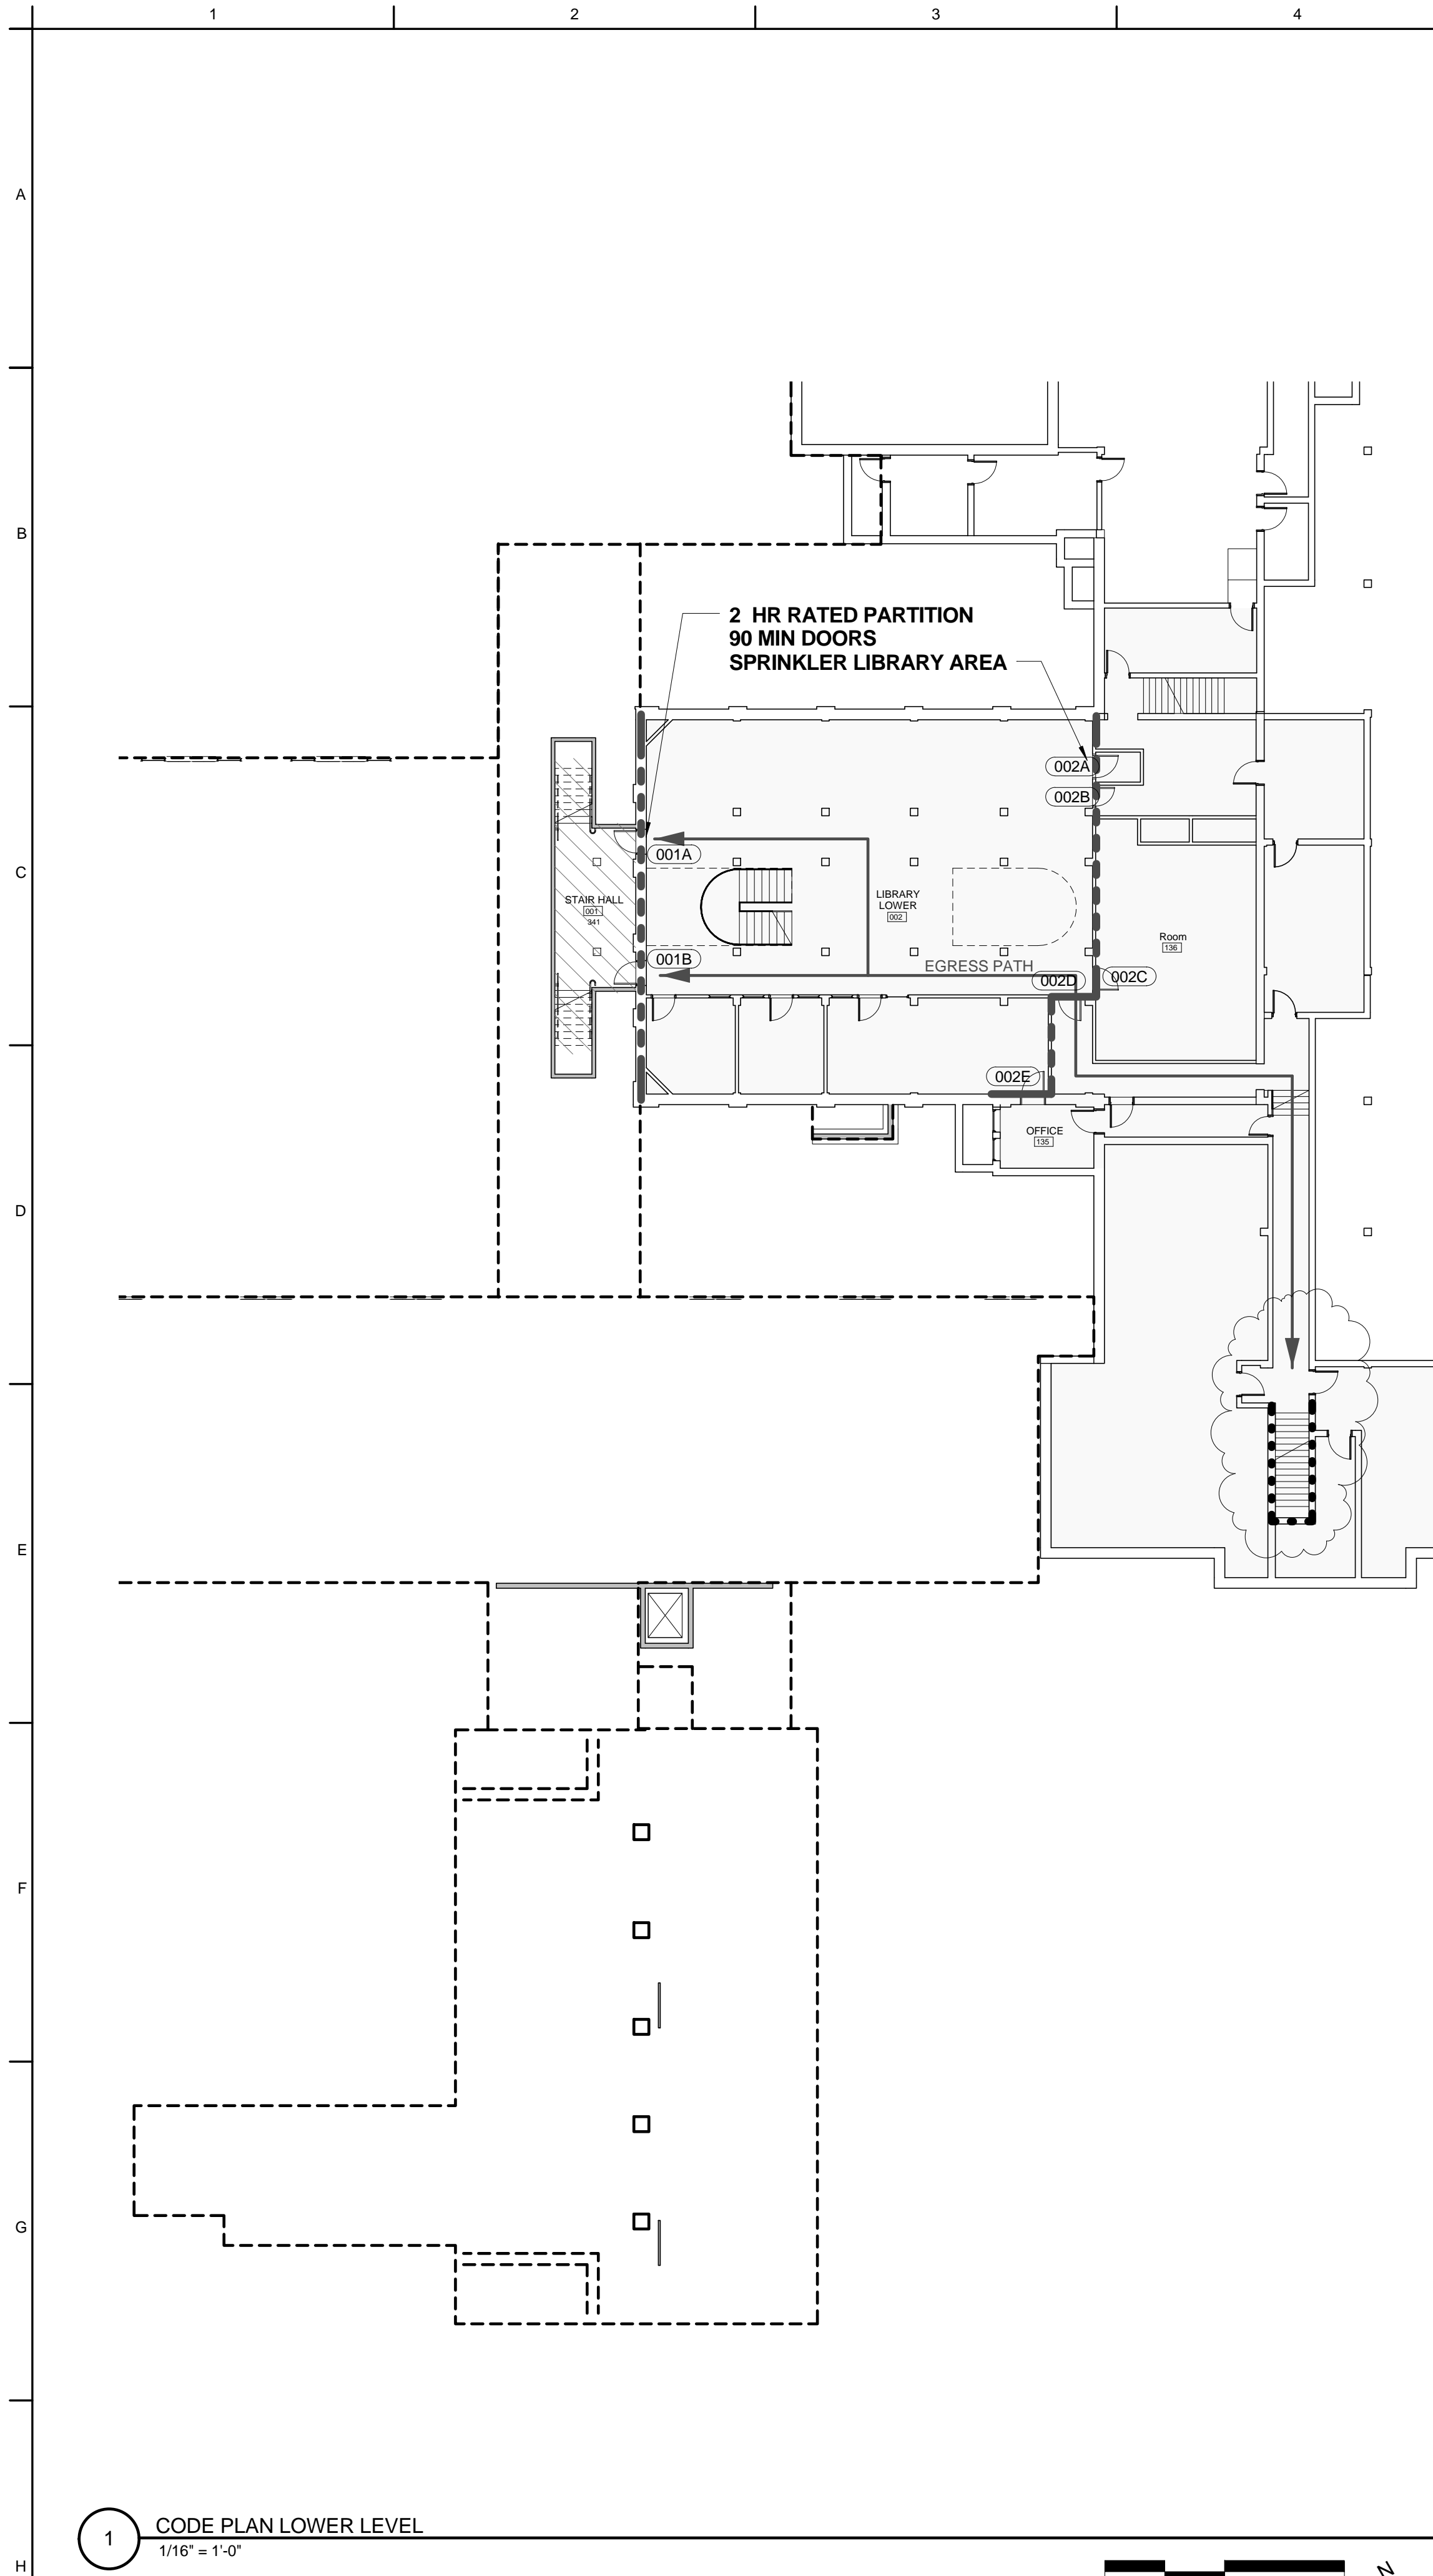 1
2
3
4
A
B
2  HR RATED PARTITION
90 MIN DOORS
SPRINKLER LIBRARY AREA
002A
002B
001A
C
STAIR HALL
001
341
LIBRARY
LOWER
002
Room
136
001B
EGRESS PATH
002D
002C
002E
OFFICE
135
D
E
F
G
1
CODE PLAN LOWER LEVEL
1/16" = 1'-0"
H
N